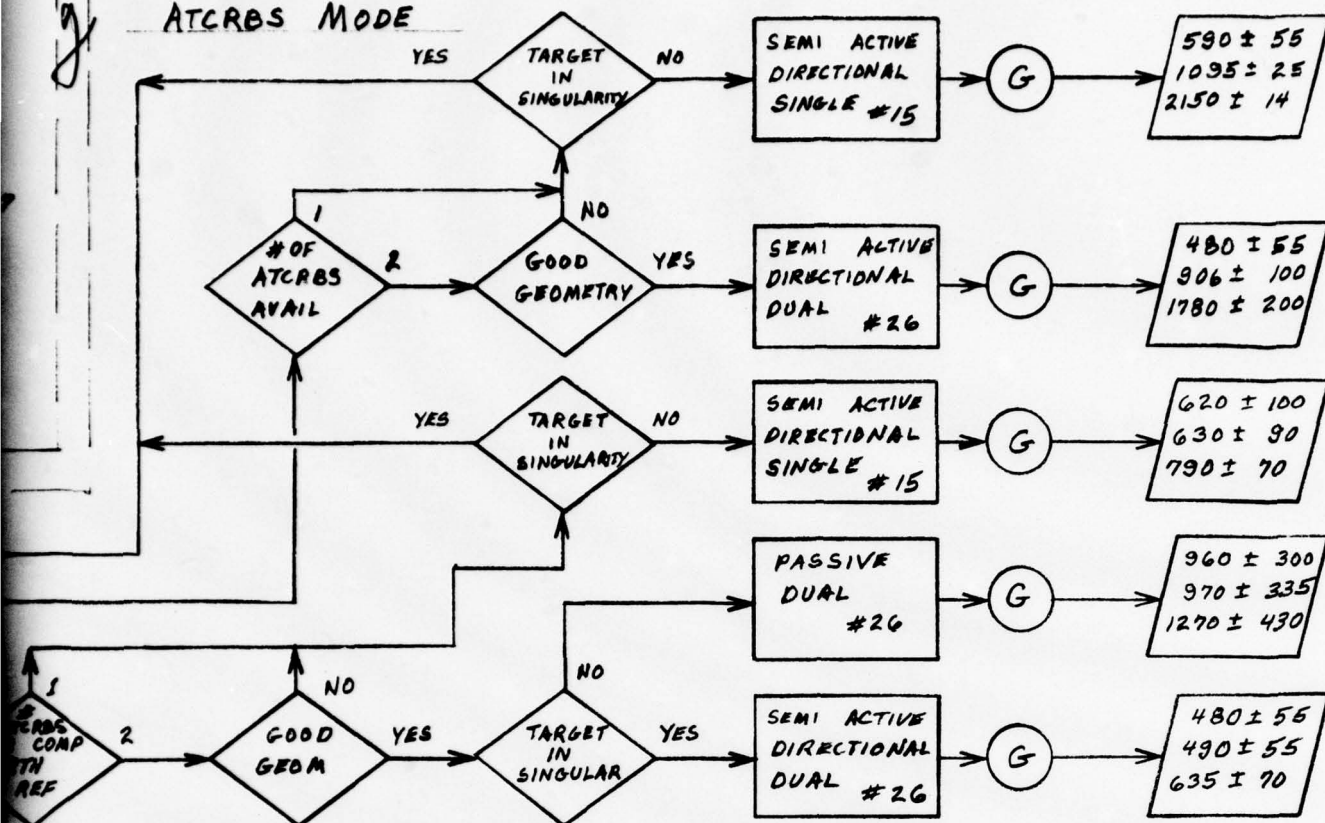 ATCRBS MODE
YES
TARGET
IN
SINGULARITY
NO
SEMI ACTIVE
DIRECTIONAL
SINGLE #15
G
590 ± 55
1095 ± 25
2150 ± 14
1
# OF
ATCRBS
AVAIL
2
NO
GOOD
GEOMETRY
YES
SEMI ACTIVE
DIRECTIONAL
DUAL #26
G
480 ± 55
906 ± 100
1780 ± 200
YES
TARGET
IN
SINGULARITY
NO
SEMI ACTIVE
DIRECTIONAL
SINGLE #15
G
620 ± 100
630 ± 90
790 ± 70
PASSIVE
DUAL
#26
G
960 ± 300
970 ± 335
1270 ± 430
1
#
COMP
REF
2
NO
GOOD
GEOM
YES
NO
TARGET
IN
SINGULAR
YES
SEMI ACTIVE
DIRECTIONAL
DUAL #26
G
480 ± 55
490 ± 55
635 ± 70